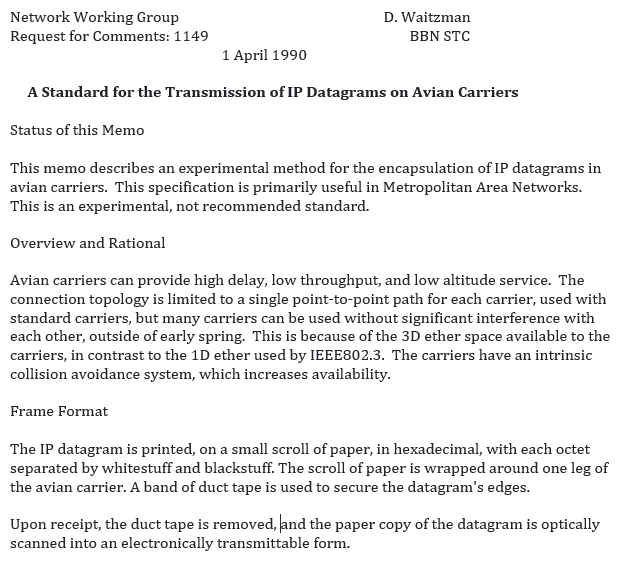 Network Working Group D. Waitzman
Request for Comments: 1149 BBN STC
1 April 1990
A Standard for the Transmission of IP Datagrams on Avian Carriers
Status of this Memo
This memo describes an experimental method for the encapsulation of IP datagrams in
avian carriers.  This specification is primarily useful in Metropolitan Area Networks.
This is an experimental, not recommended standard.
Overview and Rational
Avian carriers can provide high delay, low throughput, and low altitude service.  The
connection topology is limited to a single point-to-point path for each carrier, used with
standard carriers, but many carriers can be used without significant interference with
each other, outside of early spring.  This is because of the 3D ether space available to the
carriers, in contrast to the 1D ether used by IEEE802.3.  The carriers have an intrinsic
collision avoidance system, which increases availability.
Frame Format
The IP datagram is printed, on a small scroll of paper, in hexadecimal, with each octet
separated by whitestuff and blackstuff. The scroll of paper is wrapped around one leg of
the avian carrier. A band of duct tape is used to secure the datagram's edges.
Upon receipt, the duct tape is removed, and the paper copy of the datagram is optically
scanned into an electronically transmittable form.